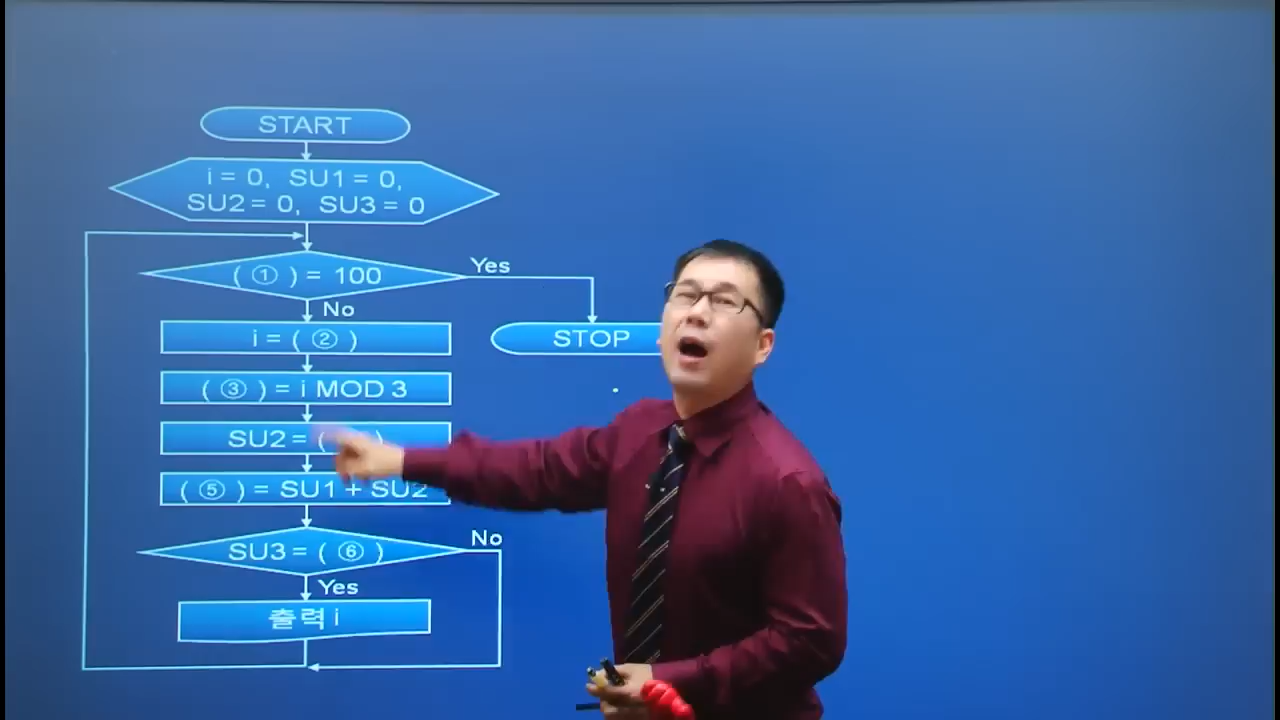 START
i = 0, SU1 = 0,
SU2 = 0, SU3 = 0
( ① ) = 100
Yes
No
i = ( ② )
STOP
( ③ ) = i MOD 3
SU2 = ( )
( ⑤ ) = SU1 + SU2
SU3 = ( ⑥ )
No
Yes
출력 i